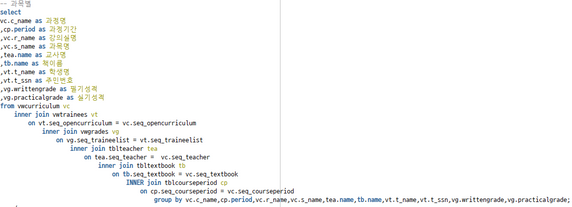 -- 과목별
select
vc.c_name as 과정명
,cp.period as 과정기간
,vc.r_name as 강의실명
,vc.s_name as 과목명
,tea.name as 교사명
,tb.name as 책이름
,vt.t_name as 학생명
,vt.t_ssn as 주민번호
,vg.writtengrade as 필기성적
,vg.practicalgrade as 실기성적
from vwcurriculum vc
inner join vwtrainees vt
on vt.seq_opencurriculum = vc.seq_opencurriculum
inner join vwgrades vg
on vg.seq_traineelist = vt.seq_traineelist
inner join tblteacher tea
on tea.seq_teacher = vc.seq_teacher
inner join tbltextbook tb
on tb.seq_textbook = vc.seq_textbook
INNER join tblcourseperiod cp
on cp.seq_courseperiod = vc.seq_courseperiod
group by vc.c_name,cp.period,vc.r_name,vc.s_name,tea.name,tb.name,vt.t_name,vt.t_ssn,vg.writtengrade,vg.practicalgrade;